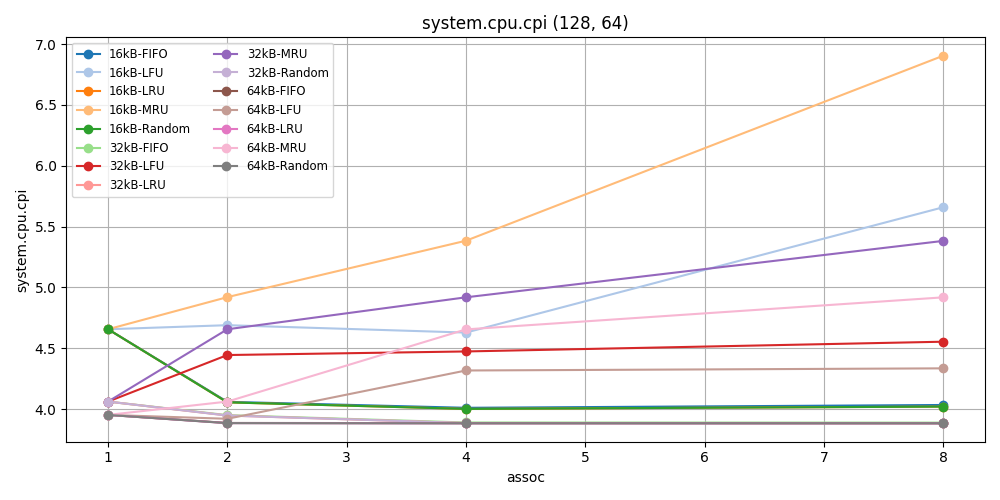 system.cpu.cpi (128, 64)
system.cpu.cpi
7.0
6.5
6.0
5.5
5.0
4.5
4.0
16kB-FIFO
16kB-LFU
16kB-LRU
16kB-MRU
16kB-Random
32kB-FIFO
32kB-LFU
32kB-LRU
32kB-MRU
32kB-Random
64kB-FIFO
64kB-LFU
64kB-LRU
64kB-MRU
64kB-Random
1 2 3 4 5 6 7 8
assoc